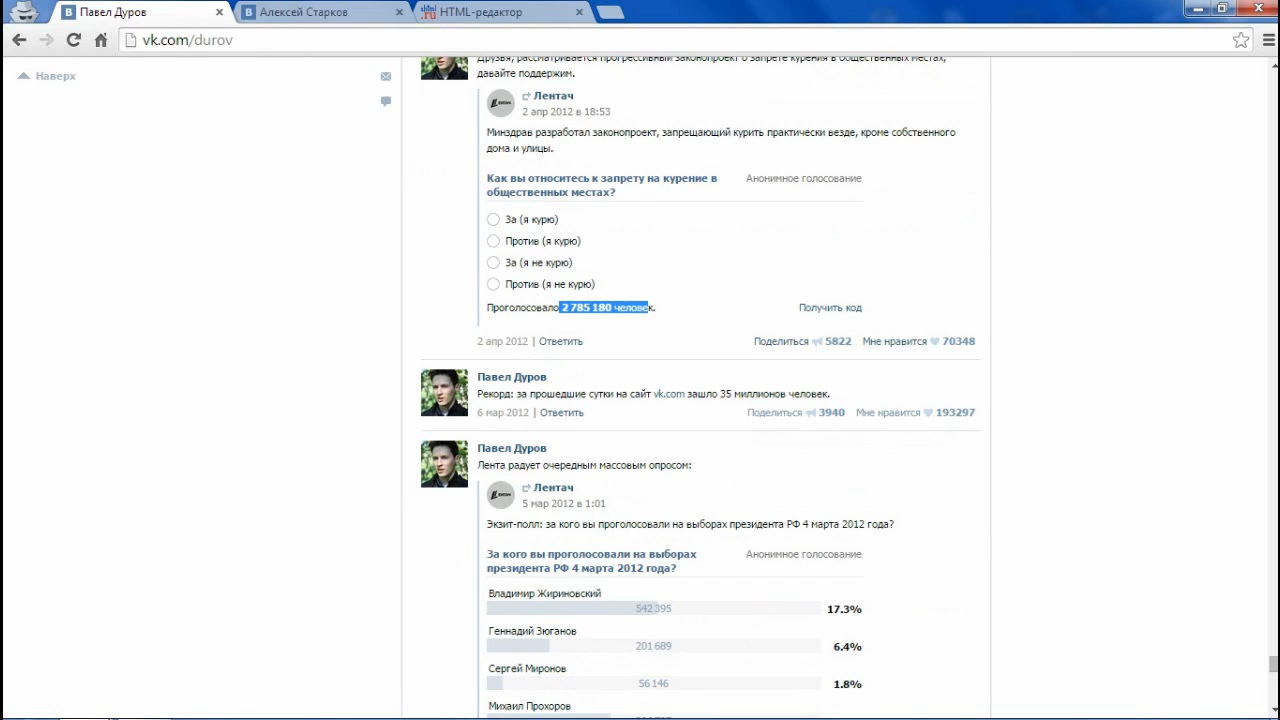 Павел Дуров
Алексей Старков
HTML-редактор
vk.com/durov
Наверх
Друзья, рассматривается прогрессивный законопроект о запрете курения в общественных местах,
давайте поддержим.
Лентач
2 апр 2012 в 18:53
Минздрав разработал законопроект, запрещающий курить практически везде, кроме собственного
дома и улицы.
Как вы относитесь к запрету на курение в
общественных местах?
Анонимное голосование
За (я курю)
Против (я курю)
За (я не курю)
Против (я не курю)
Проголосовало 2 785 180 человек.
Получить код
2 апр 2012 | Ответить
Поделиться 5822 Мне нравится 70348
Павел Дуров
Рекорд: за прошедшие сутки на сайт vk.com зашло 35 миллионов человек.
6 мар 2012 | Ответить
Поделиться 3940 Мне нравится 193297
Павел Дуров
Лента радует очередным массовым опросом:
Лентач
5 мар 2012 в 1:01
Экзит-полл: за кого вы проголосовали на выборах президента РФ 4 марта 2012 года?
За кого вы проголосовали на выборах
президента РФ 4 марта 2012 года?
Анонимное голосование
Владимир Жириновский
542 395 17.3%
Геннадий Зюганов
201 689 6.4%
Сергей Миронов
56 146 1.8%
Михаил Прохоров